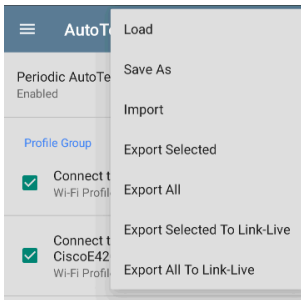 AutoTe
Load
Save As
Periodic AutoTe
Enabled
Import
Profile Group
Export Selected
Connect t
Wi-Fi Profil
Export All
Connect t
CiscoE42
Wi-Fi Profil
Export Selected To Link-Live
Export All To Link-Live